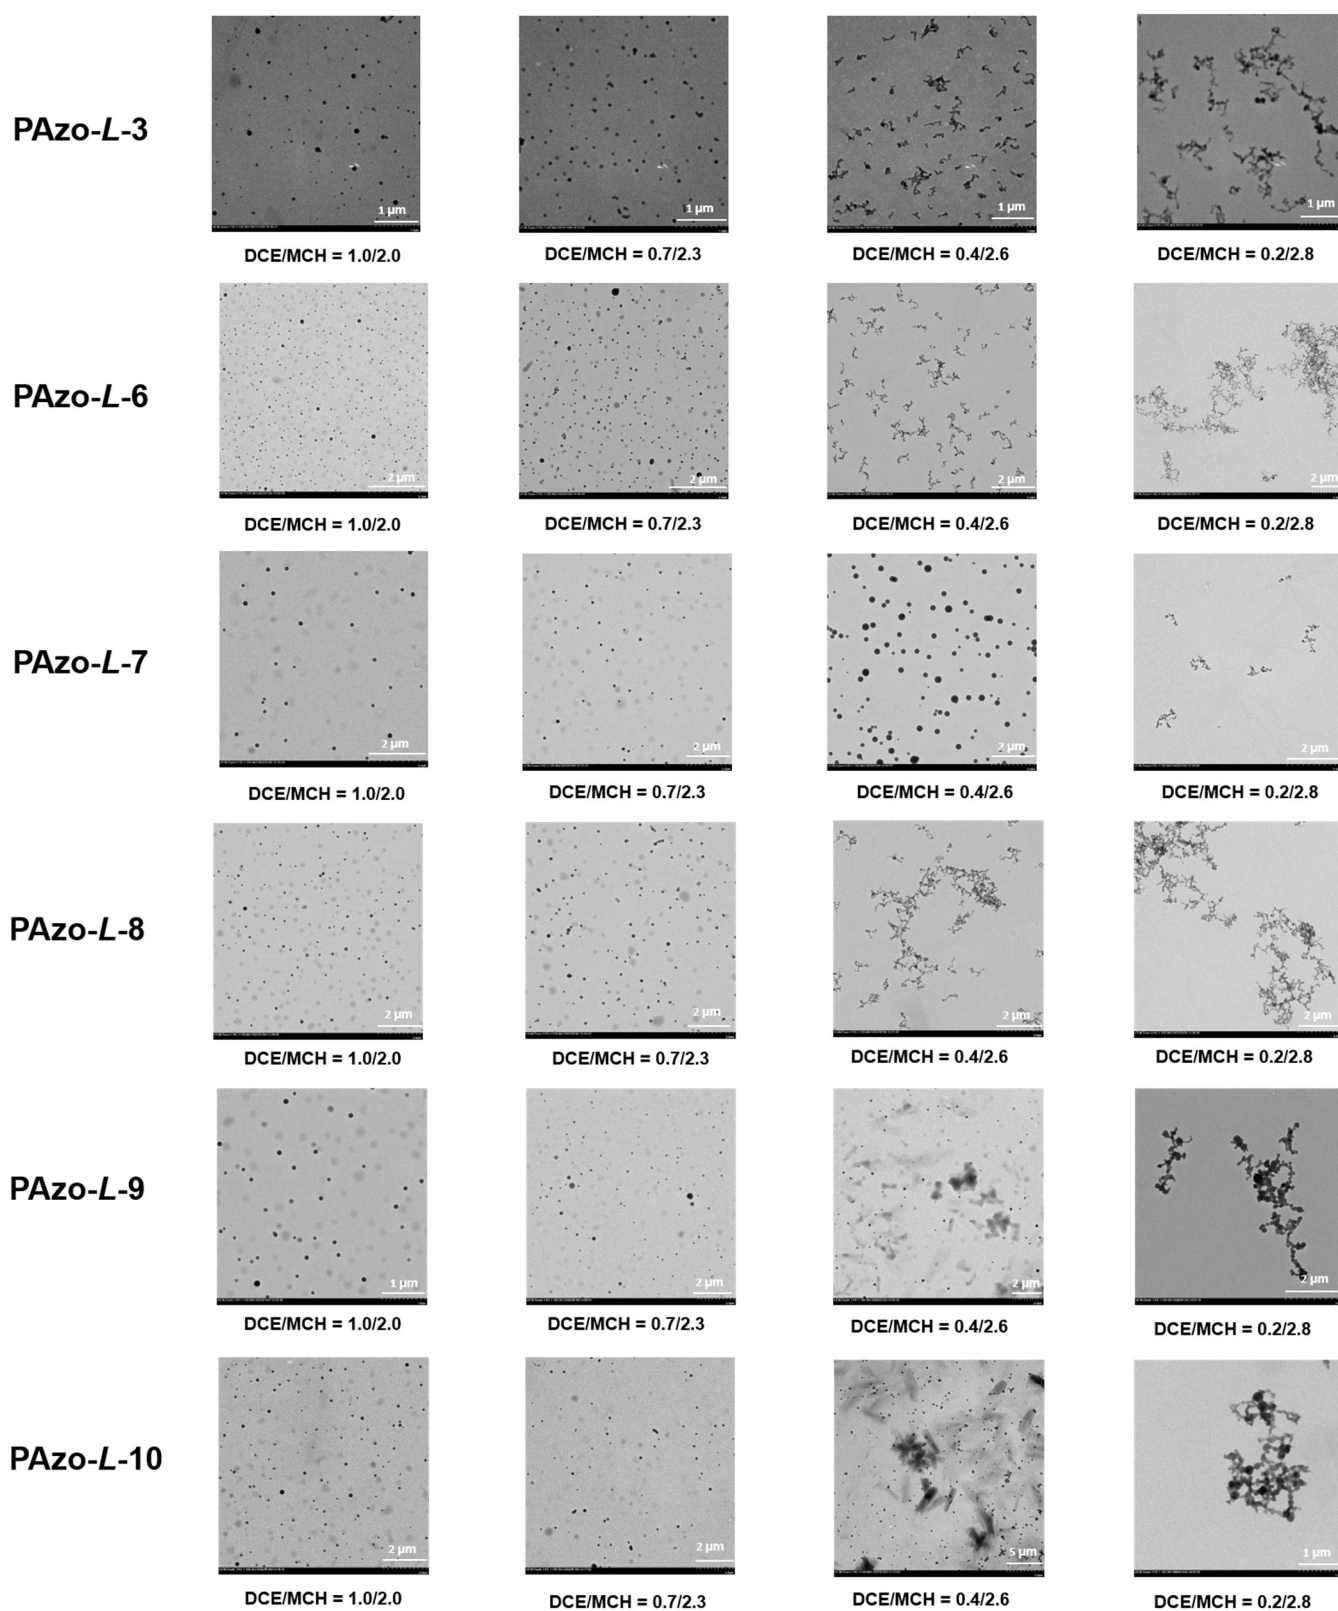 1 μm
1 μm
1 μm
1 μm
PAzo-L-3
DCE/MCH = 1.0/2.0
DCE/MCH = 0.7/2.3
DCE/MCH = 0.4/2.6
DCE/MCH = 0.2/2.8
2 μm
2 μm
2 μm
2 μm
PAzo-L-6
DCE/MCH = 1.0/2.0
DCE/MCH = 0.7/2.3
DCE/MCH = 0.4/2.6
DCE/MCH = 0.2/2.8
2 μm
2 μm
2 μm
2 μm
PAzo-L-7
DCE/MCH = 1.0/2.0
DCE/MCH = 0.7/2.3
DCE/MCH = 0.4/2.6
DCE/MCH = 0.2/2.8
2 μm
2 μm
2 μm
2 μm
PAzo-L-8
DCE/MCH = 1.0/2.0
DCE/MCH = 0.7/2.3
DCE/MCH = 0.4/2.6
DCE/MCH = 0.2/2.8
1 μm
2 μm
2 μm
2 μm
PAzo-L-9
DCE/MCH = 1.0/2.0
DCE/MCH = 0.7/2.3
DCE/MCH = 0.4/2.6
DCE/MCH = 0.2/2.8
2 μm
2 μm
5 μm
1 μm
PAzo-L-10
DCE/MCH = 1.0/2.0
DCE/MCH = 0.7/2.3
DCE/MCH = 0.4/2.6
DCE/MCH = 0.2/2.8